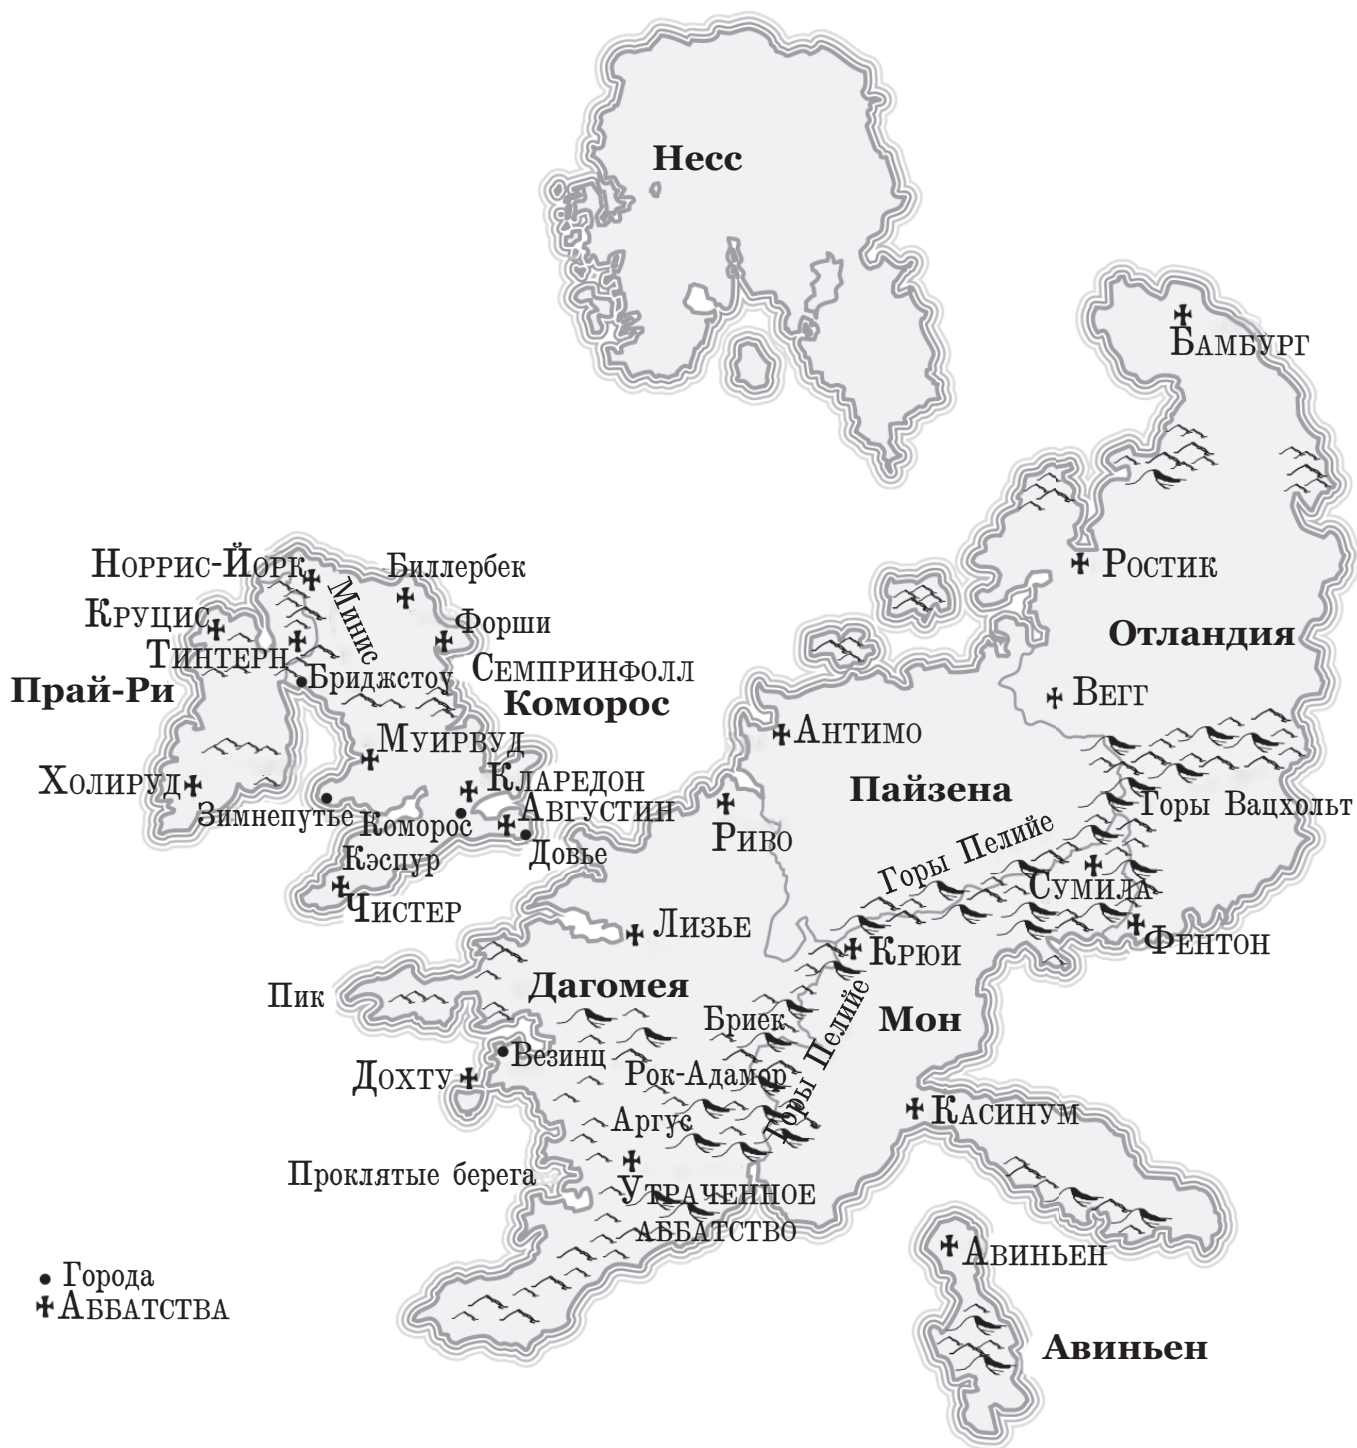 Несс
Бамбург
Норрис-Йорк
Биллербек
Ростик
Минис
Круцис
Форши
Отландия
Тинтерн
Семпринфолл
Бриджстоу
Прай-Ри
Вегг
Коморос
Антимо
Муирвуд
Холируд
Кларедон
Пайзена
Горы Вацхольт
Августин
Зимнепутье
Коморос
Риво
Довье
Горы Пелийе
Кэспур
Сумила
Чистер
Лизье
Фентон
Крюи
Дагомея
Пик
Бриек
Мон
Горы Пелийе
Везинц
Дохту
Рок-Адамор
Касинум
Аргус
Проклятые берега
Утраченное
аббатство
Авиньен
Города
Аббатства
Авиньен